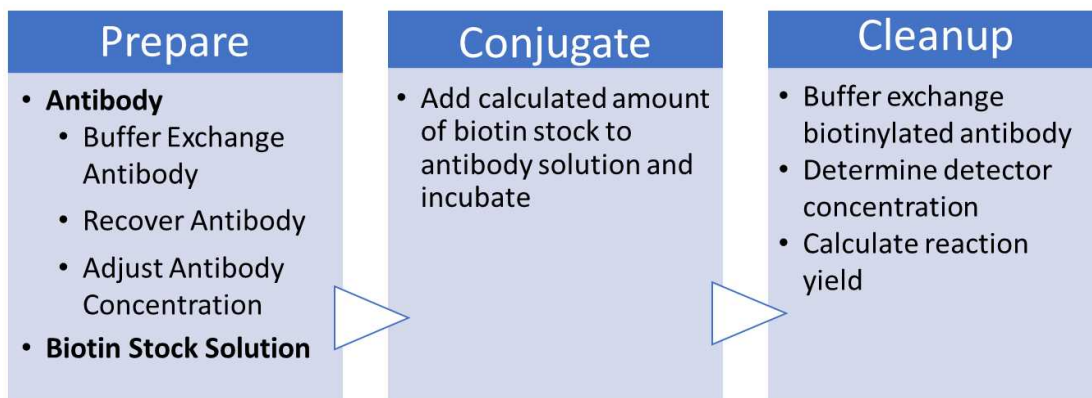 Prepare
• Antibody
• Buffer Exchange
Antibody
• Recover Antibody
• Adjust Antibody
Concentration
• Biotin Stock Solution
Conjugate
• Add calculated amount
of biotin stock to
antibody solution and
incubate
Cleanup
• Buffer exchange
biotinylated antibody
• Determine detector
concentration
• Calculate reaction
yield